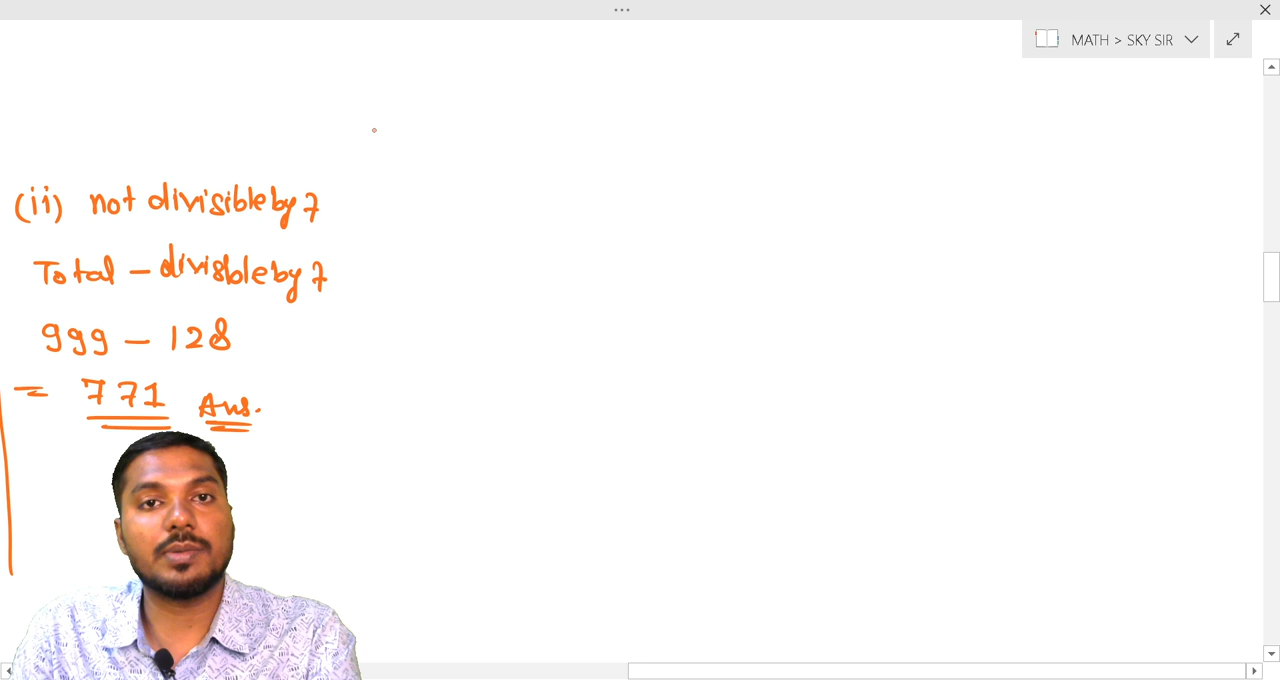 MATH > SKY SIR
(ii) not divisible by 7
Total - divisible by 7
999 - 128
= 771 Ans.